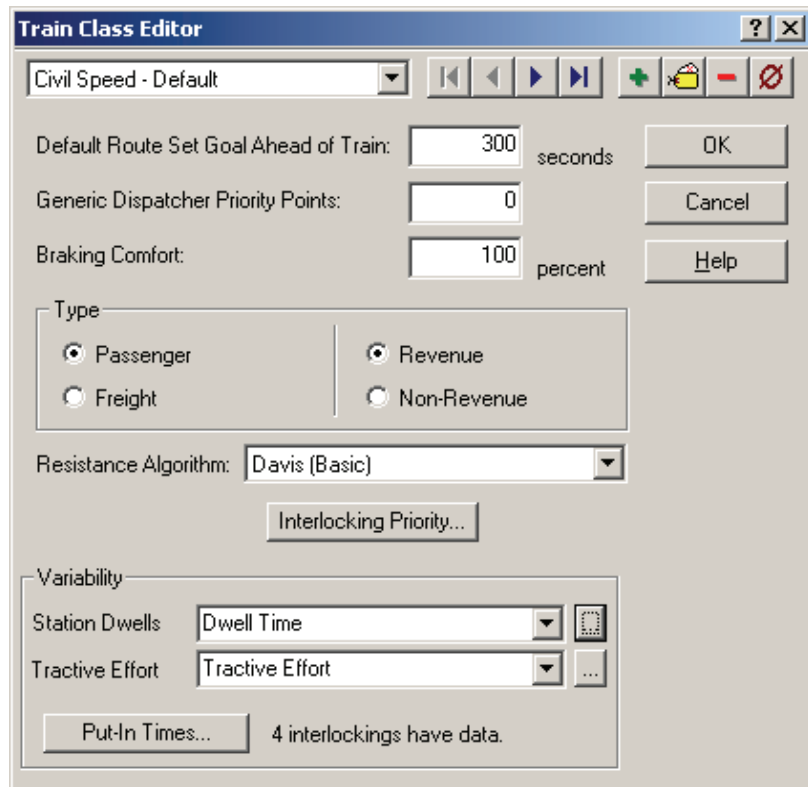 Train Class Editor
Civil Speed - Default
Default Route Set Goal Ahead of Train: 300 seconds
OK
Generic Dispatcher Priority Points: 0
Cancel
Braking Comfort: 100 percent
Help
Type
Passenger
Revenue
Freight
Non-Revenue
Resistance Algorithm: Davis (Basic)
Interlocking Priority...
Variability
Station Dwells Dwell Time
Tractive Effort Tractive Effort ...
Put-In Times... 4 interlockings have data.